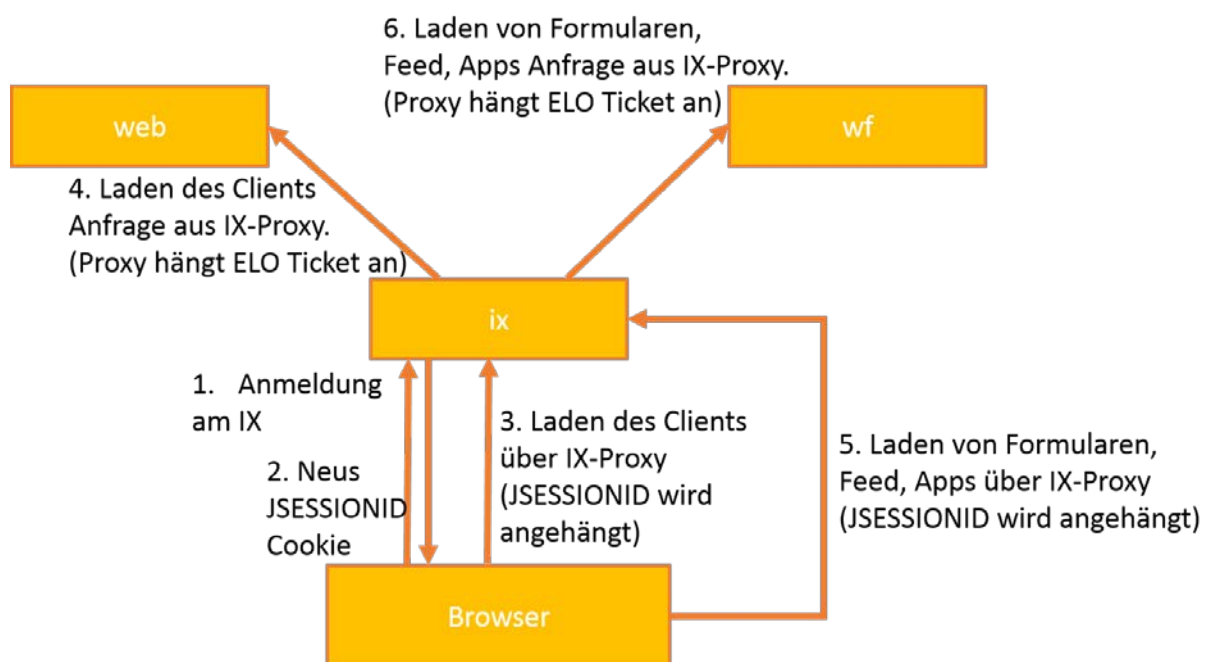 6. Laden von Formularen,
Feed, Apps Anfrage aus IX-Proxy.
(Proxy hängt ELO Ticket an)
web
wf
4. Laden des Clients
Anfrage aus IX-Proxy.
(Proxy hängt ELO Ticket an)
ix
1. Anmeldung
am IX
2. Neus
JSESSIONID
Cookie
3. Laden des Clients
über IX-Proxy
(JSESSIONID wird
angehängt)
5. Laden von Formularen,
Feed, Apps über IX-Proxy
(JSESSIONID wird angehängt)
Browser